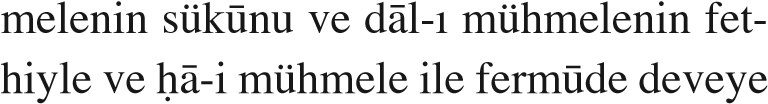 melenin sükūnu ve dāl-ı mühmelenin fet-
hiyle ve ḥā-i mühmele ile fermūde deveye